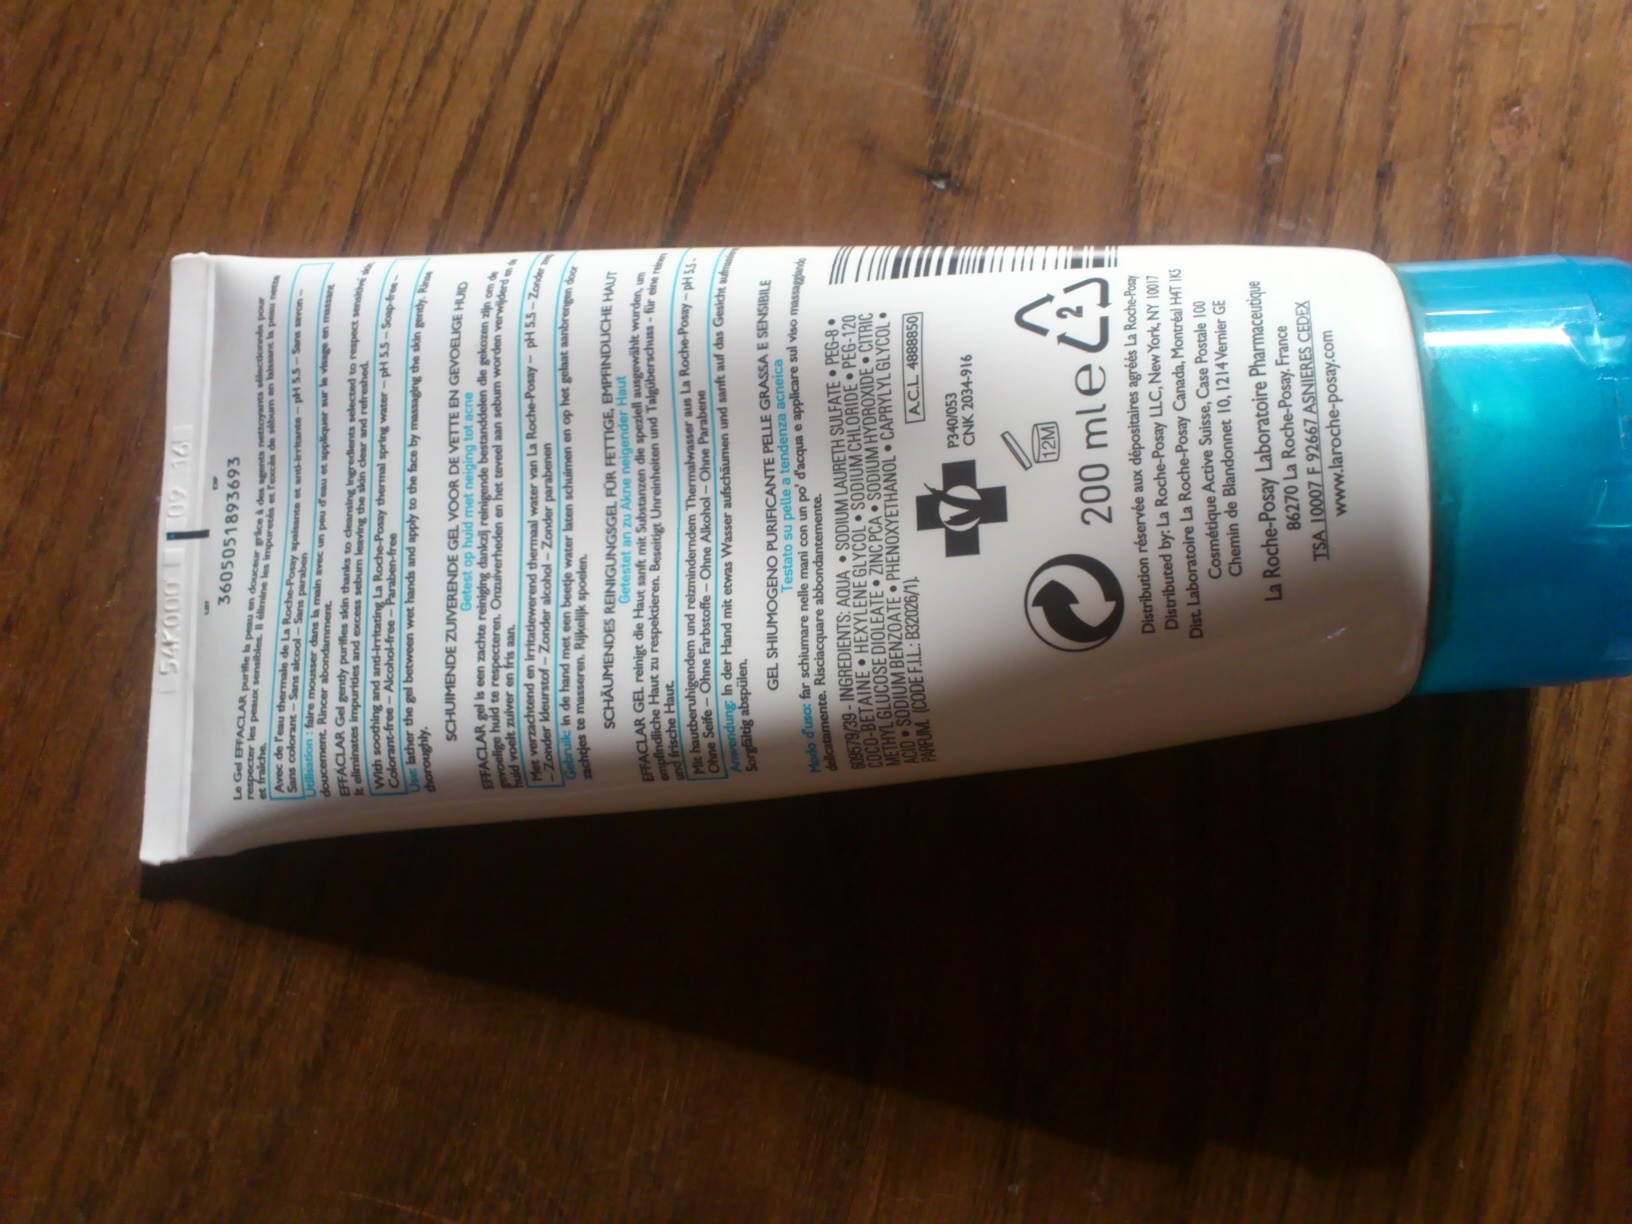 54K000
09 16
LOT
EXP
3605051893693
Le Gel EFFACLAR purifie la peau en douceur grâce à des agents nettoyants sélectionnés pour
respecter les peaux sensibles. Il élimine les impuretés et l'excès de sébum en laissant la peau nette
et fraîche.
Avec de l'eau thermale de La Roche-Posay apaisante et anti-irritante – pH 5.5 – Sans savon –
Sans colorant – Sans alcool – Sans paraben
Utilisation : faire mousser dans la main avec un peu d'eau et appliquer sur le visage en massant
doucement. Rincer abondamment.
EFFACLAR Gel gently purifies skin thanks to cleansing ingredients selected to respect sensitive skin.
It eliminates impurities and excess sebum leaving the skin clear and refreshed.
With soothing and anti-irritating La Roche-Posay thermal spring water – pH 5.5 – Soap-free –
Colorant-free – Alcohol-free – Paraben-free
Use: lather the gel between wet hands and apply to the face by massaging the skin gently. Rinse
thoroughly.
SCHUIMENDE ZUIVERENDE GEL VOOR DE VETTE EN GEVOELIGE HUID
Getest op huid met neiging tot acne
EFFACLAR gel is een zachte reiniging dankzij reinigende bestanddelen die gekozen zijn om de
gevoelige huid te respecteren. Onzuiverheden en het teveel aan sebum worden verwijderd en de
huid voelt zuiver en fris aan.
Met verzachtend en irritatiewerend thermaal water van La Roche-Posay – pH 5.5 – Zonder
– Zonder kleurstof – Zonder alcohol – Zonder parabenen
Gebruik: In de hand met een beetje water laten schuimen en op het gelaat aanbrengen door
zachtjes te masseren. Rijkelijk spoelen.
SCHÄUMENDES REINIGUNGSGEL FÜR FETTIGE, EMPFINDLICHE HAUT
Getestet an zu Akne neigender Haut
EFFACLAR GEL reinigt die Haut sanft mit Substanzen die speziell ausgewählt wurden, um
empfindliche Haut zu respektieren. Beseitigt Unreinheiten und Talgüberschuss - für eine reine
und frische Haut.
Mit hautberuhigendem und reizminderndem Thermalwasser aus La Roche-Posay – pH 5.5 –
Ohne Seife – Ohne Farbstoffe – Ohne Alkohol – Ohne Parabene
Anwendung: In der Hand mit etwas Wasser aufschäumen und sanft auf das Gesicht
Sorgfältig abspülen.
GEL SHIUMOGENO PURIFICANTE PELLE GRASSA E SENSIBILE
Testato su pelle a tendenza acneica
Modo d'uso: far schiumare nelle mani con un po' d'acqua e applicare sul viso massaggiando
delicatamente. Risciacquare abbondantemente.
609579/39 - INGREDIENTS: AQUA • SODIUM LAURETH SULFATE • PEG-8 •
COCO-BETAINE • HEXYLENE GLYCOL • SODIUM CHLORIDE • PEG-120
METHYL GLUCOSE DIOLEATE • ZINC PCA • SODIUM HYDROXIDE • CITRIC
ACID • SODIUM BENZOATE • PHENOXYETHANOL • CAPRYLYL GLYCOL •
PARFUM. (CODE F.I.L.: B32026/1).
A.C.L 4888850
P340/053
CNK 2034-916
12M
200 ml e
2
Distribution réservée aux dépositaires agréés La Roche-Posay
Distributed by: La Roche-Posay LLC, New York, NY 10017
Dist. Laboratoire La Roche-Posay Canada, Montréal H4T 1K5
Cosmétique Active Suisse, Case Postale 100
Chemin de Blandonnet 10, 1214 Vernier GE
La Roche-Posay Laboratoire Pharmaceutique
86270 La Roche-Posay, France
TSA 10007 F 92667 ASNIERES CEDEX
www.laroche-posay.com